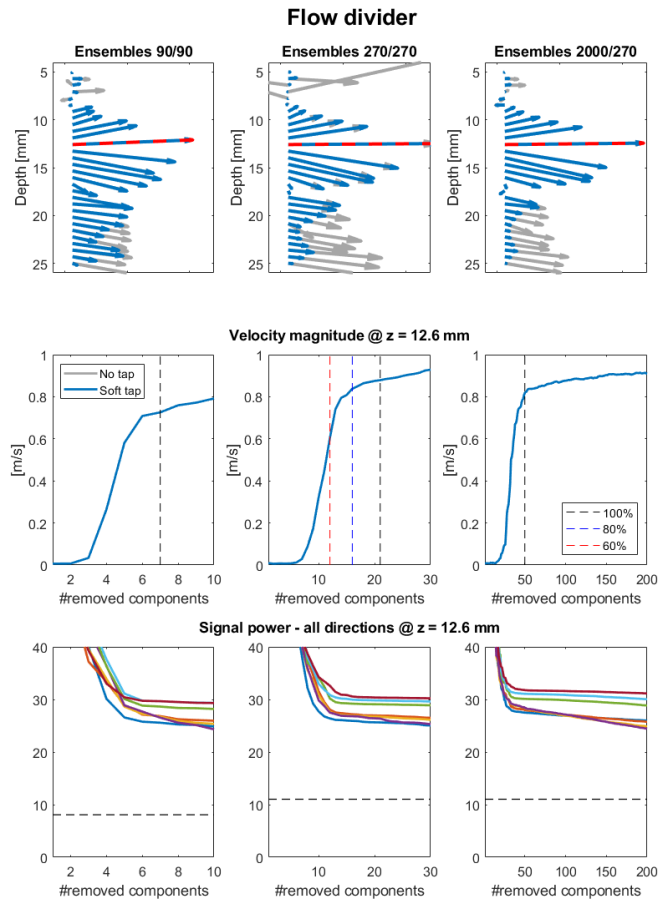 Flow divider
Ensembles 90/90 Ensembles 270/270 Ensembles 2000/270
Depth [mm] 5 10 15 20 25
Depth [mm] 5 10 15 20 25
Depth [mm] 5 10 15 20 25
Velocity magnitude @ z = 12.6 mm
[m/s] 1 0.8 0.6 0.4 0.2 0
No tap
Soft tap
2 4 6 8 10
#removed components
[m/s] 1 0.8 0.6 0.4 0.2 0
10 20 30
#removed components
[m/s] 1 0.8 0.6 0.4 0.2 0
100%
80%
60%
50 100 150 200
#removed components
Signal power - all directions @ z = 12.6 mm
40 30 20 10 0
2 4 6 8 10
#removed components
40 30 20 10 0
10 20 30
#removed components
40 30 20 10 0
50 100 150 200
#removed components